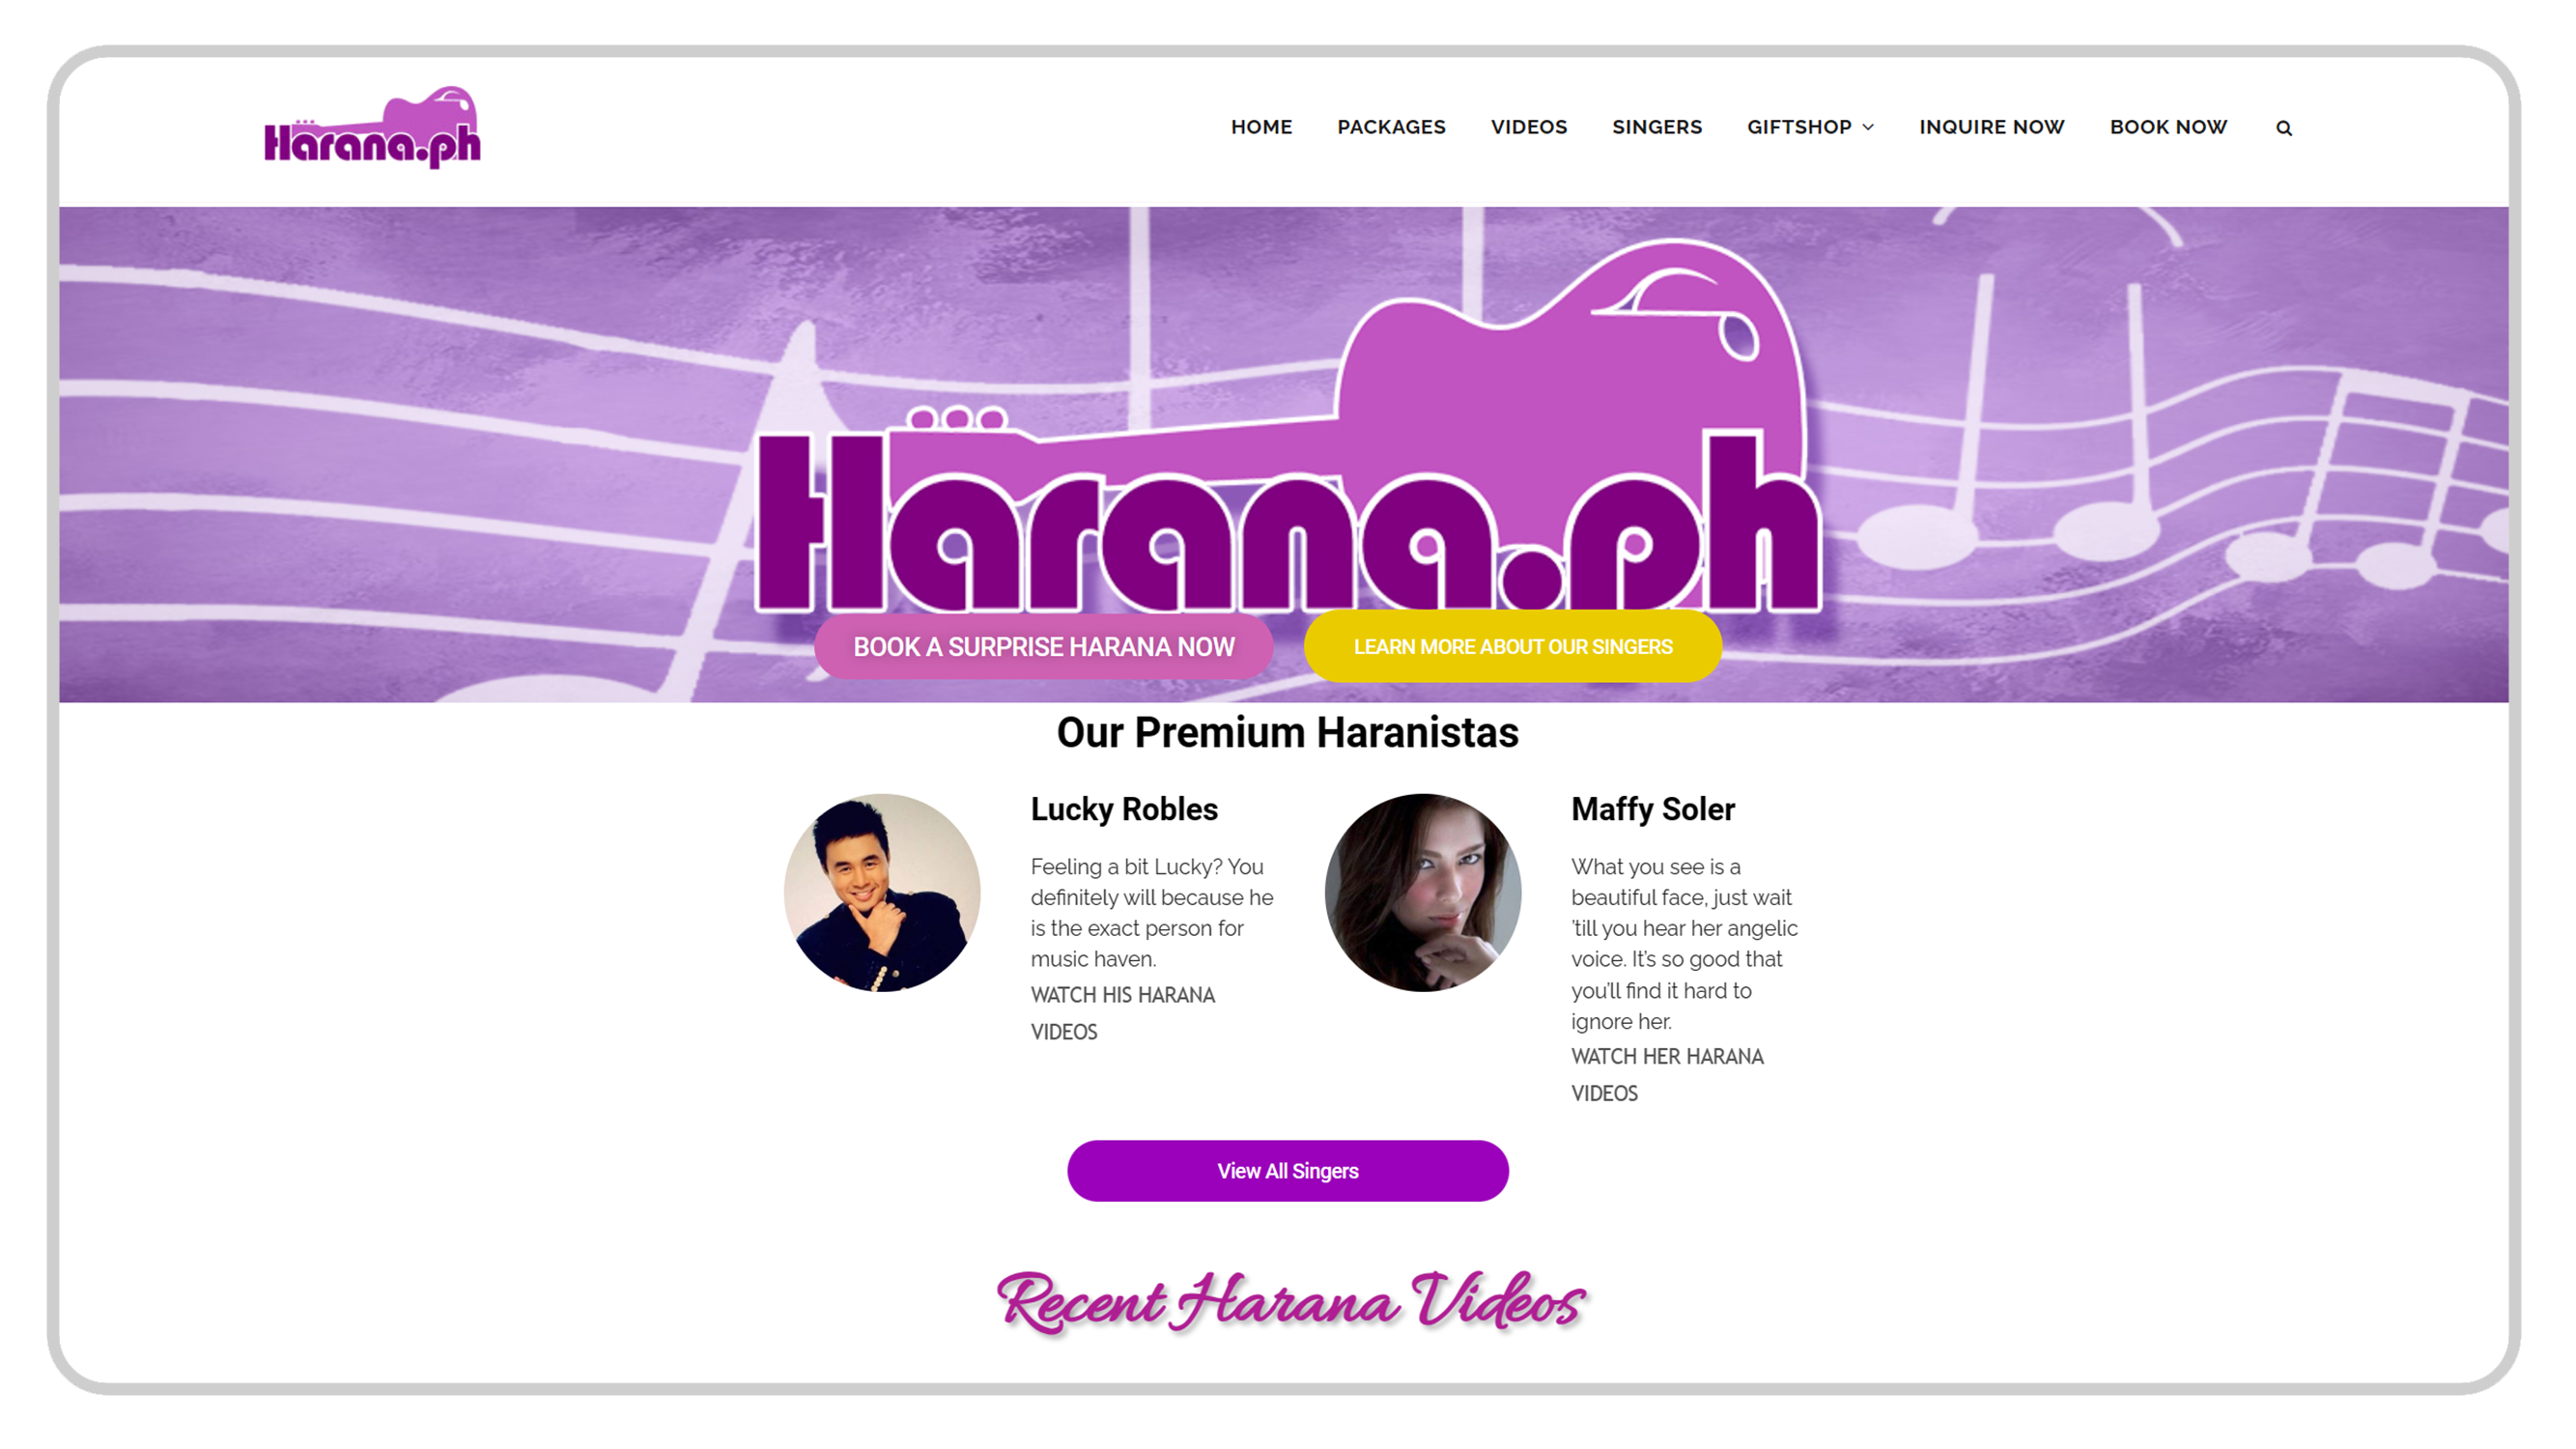 Harana.ph
HOME PACKAGES VIDEOS SINGERS GIFTSHOP INQUIRE NOW BOOK NOW
Harana.ph
BOOK A SURPRISE HARANA NOW
LEARN MORE ABOUT OUR SINGERS
Our Premium Haranistas
Lucky Robles
Feeling a bit Lucky? You
definitely will because he
is the exact person for
music haven.
WATCH HIS HARANA
VIDEOS
Maffy Soler
What you see is a
beautiful face, just wait
'till you hear her angelic
voice. It's so good that
you'll find it hard to
ignore her.
WATCH HER HARANA
VIDEOS
View All Singers
Recent Harana Videos